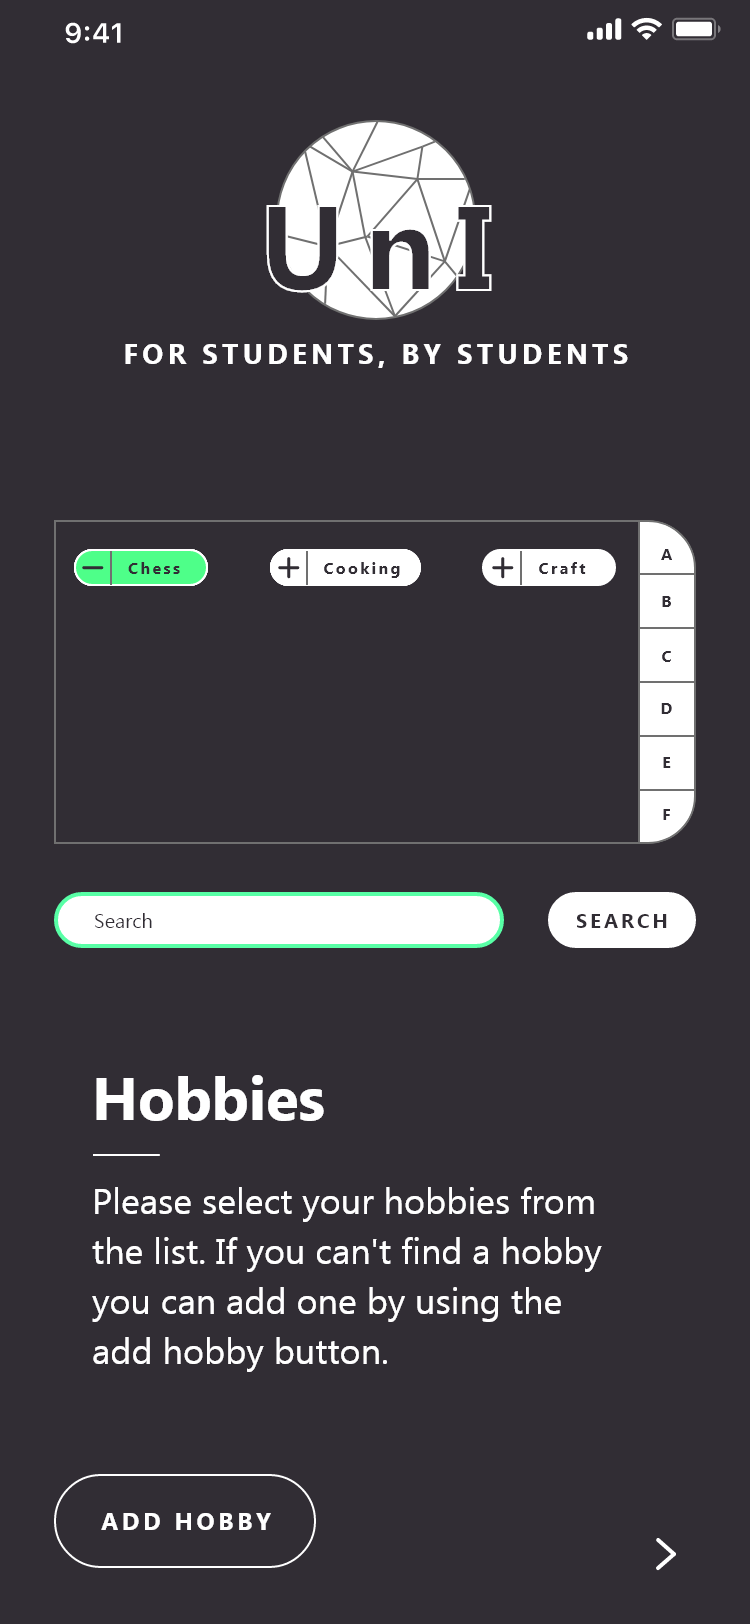 9:41
UnI
FOR STUDENTS, BY STUDENTS
Chess
Cooking
Craft
A
B
C
D
E
F
Search
SEARCH
Hobbies
Please select your hobbies from
the list. If you can't find a hobby
you can add one by using the
add hobby button.
ADD HOBBY